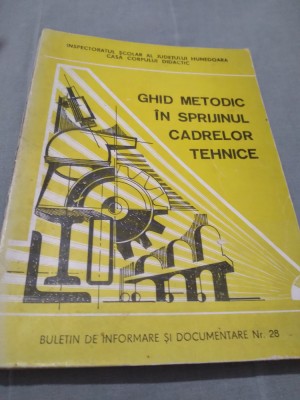 INSPECTORATUL ŞCOLAR AL JUDEŢULUI HUNEDOARA
CASA CORPULUI DIDACTIC
GHID METODIC
ÎN SPRIJINUL
CADRELOR
TEHNICE
BULETIN DE INFORMARE ŞI DOCUMENTARE Nr. 28